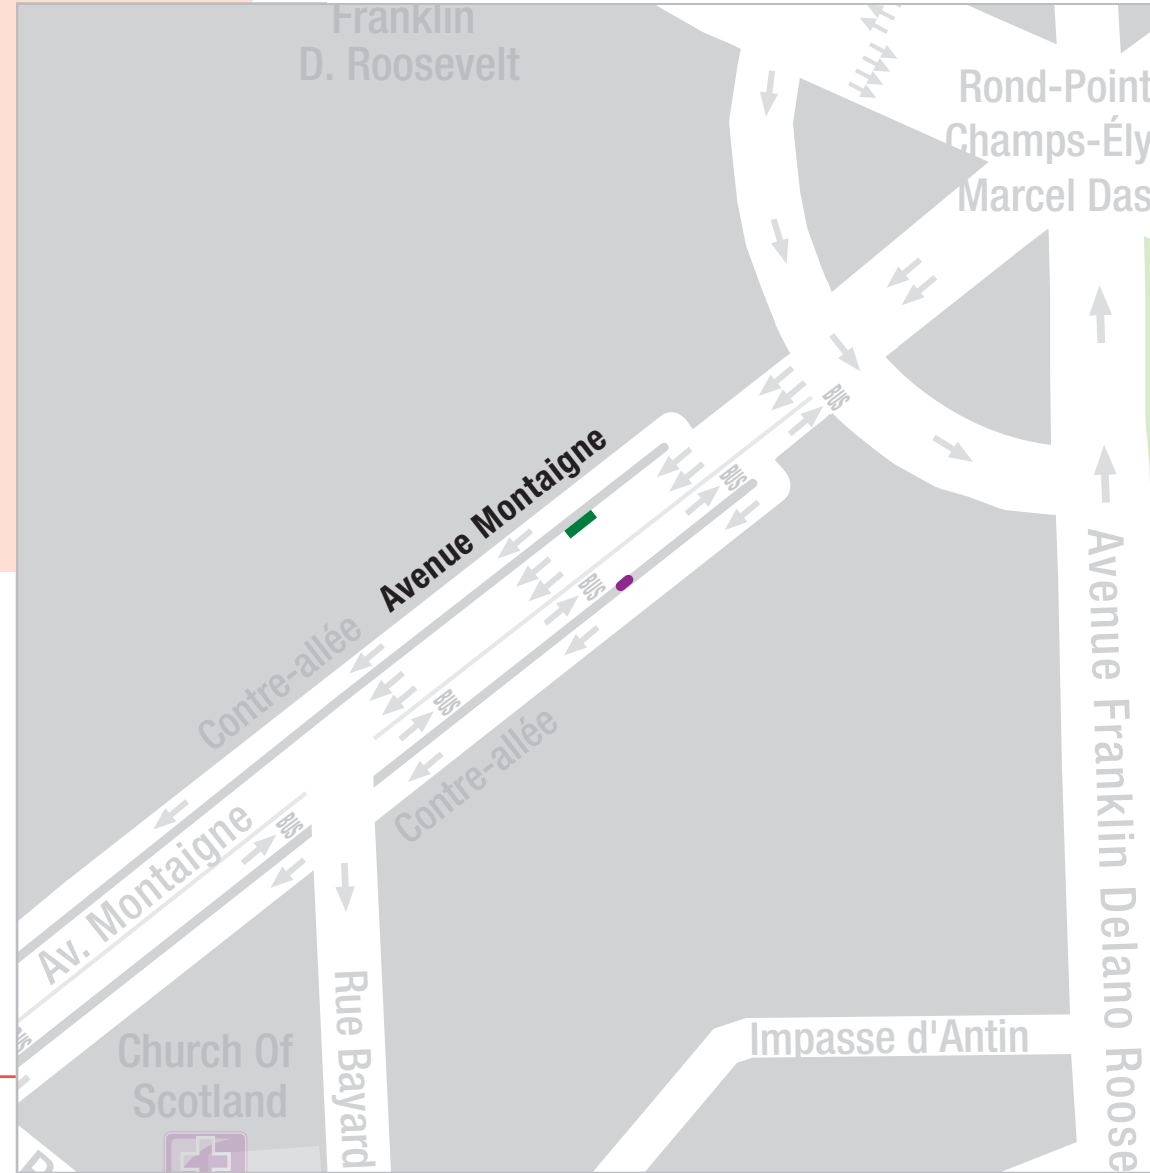 Franklin
D. Roosevelt
Rond-Point
Champs-Ély
Marcel Das
BUS
BUS
Avenue Montaigne
BUS
Contre-allée
BUS
Contre-allée
Avenue Franklin Delano Roose
Av. Montaigne
BUS
Rue Bayard
Impasse d'Antin
Church Of
Scotland